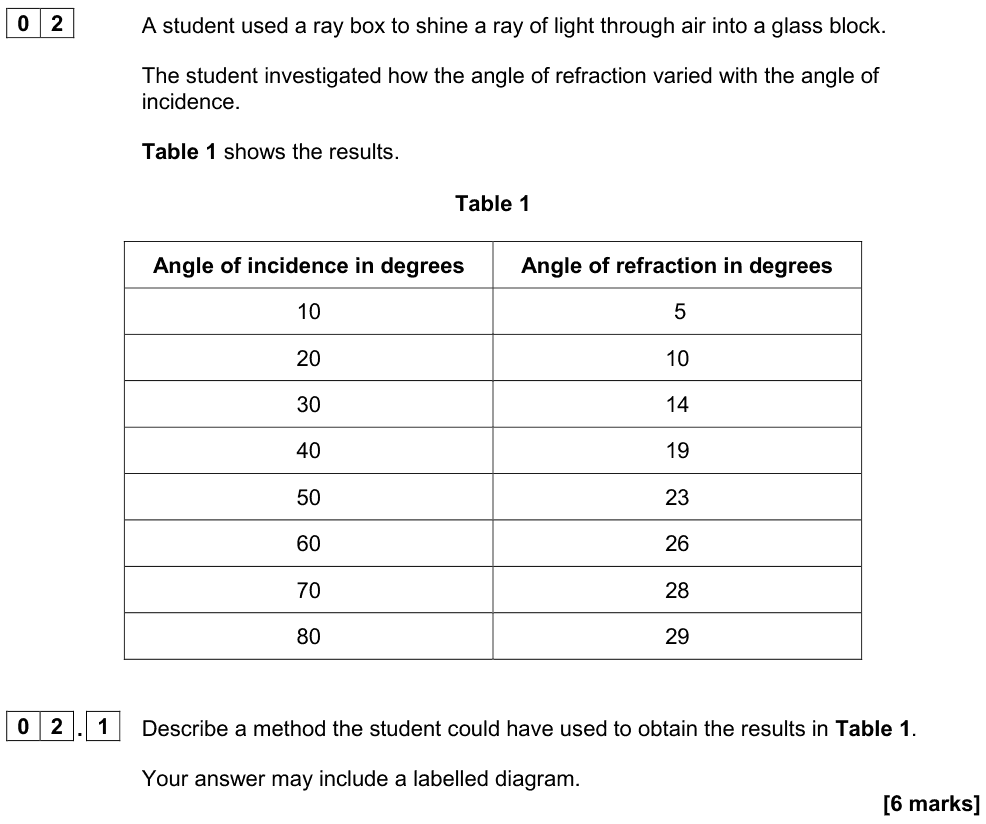 0 2 A student used a ray box to shine a ray of light through air into a glass block.
The student investigated how the angle of refraction varied with the angle of
incidence.
Table 1 shows the results.
Table 1
Angle of incidence in degrees Angle of refraction in degrees
10 5
20 10
30 14
40 19
50 23
60 26
70 28
80 29
0 2 . 1 Describe a method the student could have used to obtain the results in Table 1.
Your answer may include a labelled diagram.
[6 marks]